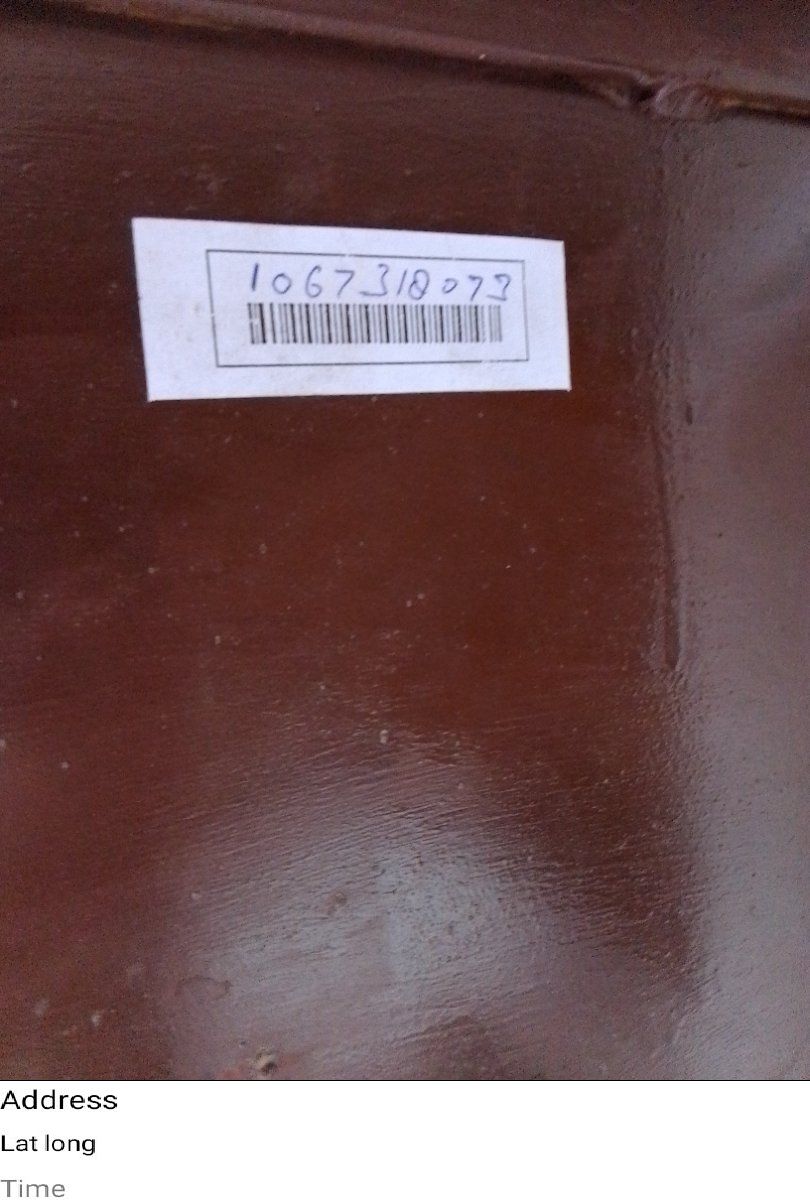 1067318073
Address
Lat long
Time